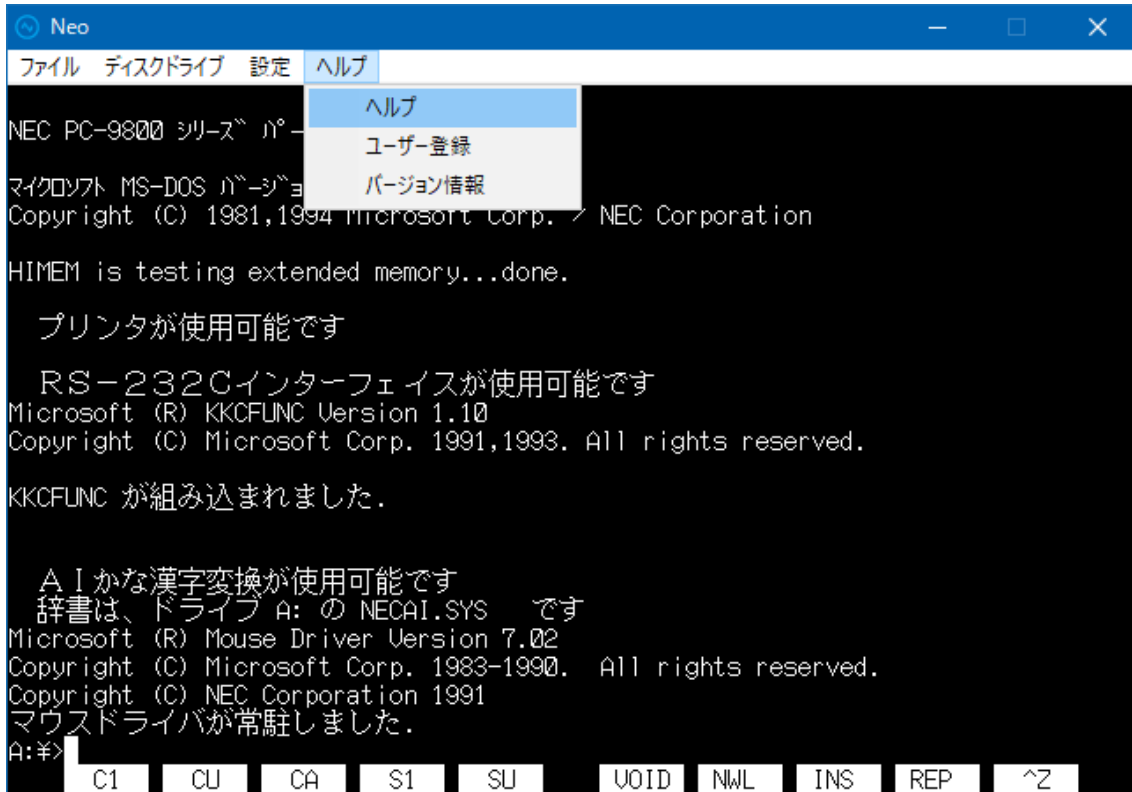 Neo
ファイル ディスクドライブ 設定 ヘルプ
ヘルプ
ユーザー登録
バージョン情報
NEC PC-9800 シリーズ パー
マイクロソフト MS-DOS バージョ
Copyright (C) 1981,1994 Microsoft Corp. / NEC Corporation
HIMEM is testing extended memory...done.
プリンタが使用可能です
RS-232Cインターフェイスが使用可能です
Microsoft (R) KKCFUNC Version 1.10
Copyright (C) Microsoft Corp. 1991,1993. All rights reserved.
KKCFUNC が組み込まれました.
AIかな漢字変換が使用可能です
辞書は、ドライブ A: の NECAI.SYS です
Microsoft (R) Mouse Driver Version 7.02
Copyright (C) Microsoft Corp. 1983-1990. All rights reserved.
Copyright (C) NEC Corporation 1991
マウスドライバが常駐しました.
A:¥>
C1 CU CA S1 SU VOID NWL INS REP ^Z